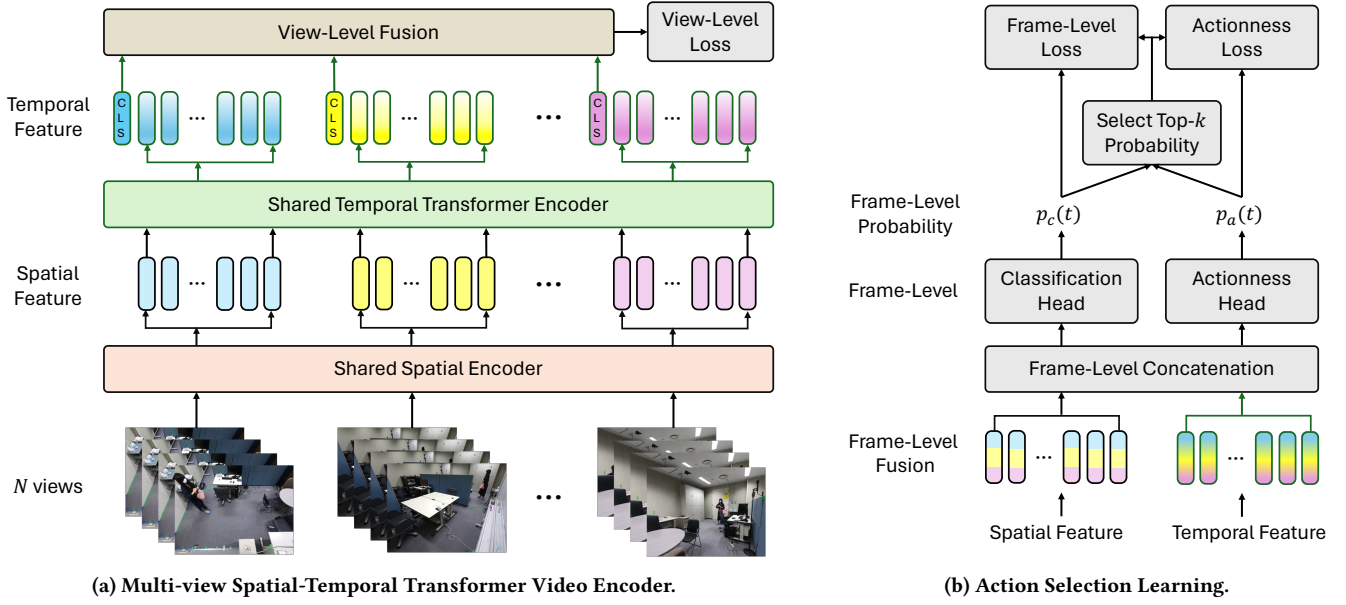 View-Level Fusion
View-Level
Loss
Temporal
Feature
C
L
S
...
C
L
S
...
...
C
L
S
...
Shared Temporal Transformer Encoder
Spatial
Feature
...
...
...
...
Shared Spatial Encoder
N views
...
(a) Multi-view Spatial-Temporal Transformer Video Encoder.
Frame-Level
Loss
Actionness
Loss
Select Top-k
Probability
Frame-Level
Probability
p_c(t)
p_a(t)
Frame-Level
Classification
Head
Actionness
Head
Frame-Level Concatenation
Frame-Level
Fusion
...
...
Spatial Feature
Temporal Feature
(b) Action Selection Learning.